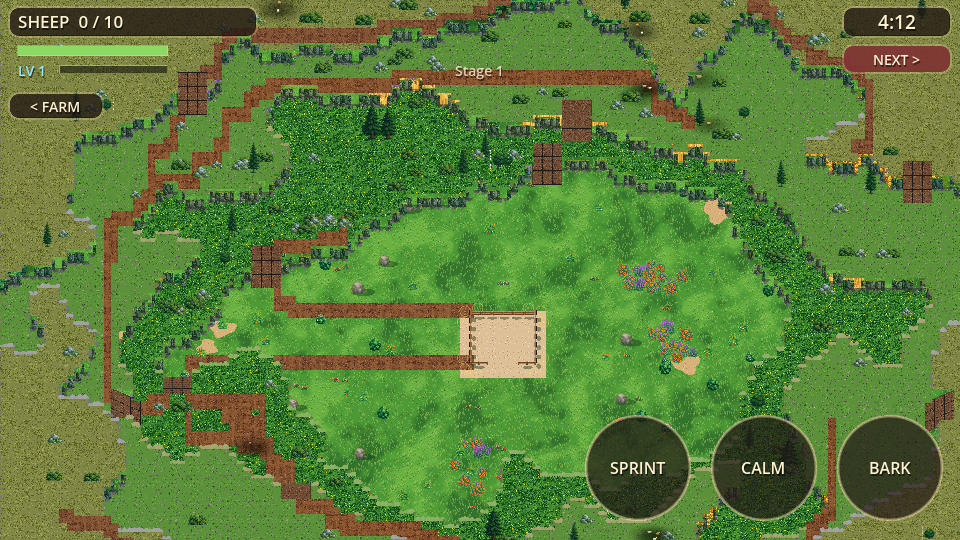 SHEEP 0 / 10
4:12
NEXT >
LV 1
Stage 1
< FARM
SPRINT
CALM
BARK